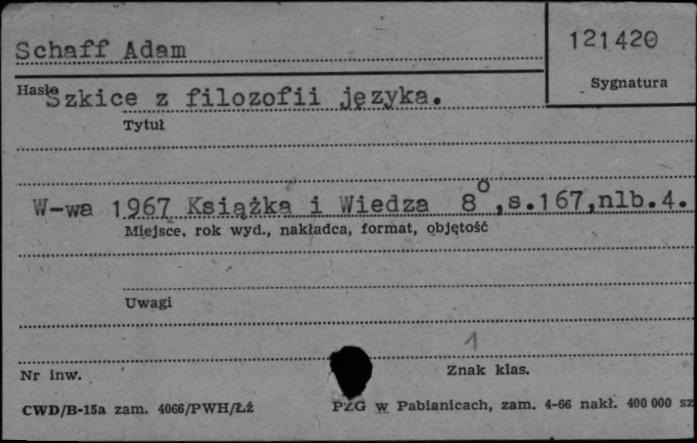 Schaff Adam
121420
Hasło
Sygnatura
Szkice z filozofii języka.
Tytuł
W-wa 1967 Książka i Wiedza 8° ,s.167,nlb.4.
Miejsce, rok wyd., nakładca, format, objętość
Uwagi
1
Nr inw.
Znak klas.
CWD/B-15a zam. 4066/PWH/Łź
PZG w Pabianicach, zam. 4-66 nakł. 400 000 sz